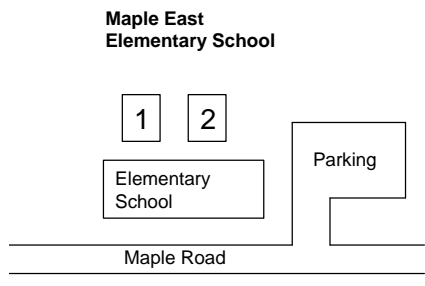 Maple East
Elementary School
1 2
Parking
Elementary
School
Maple Road